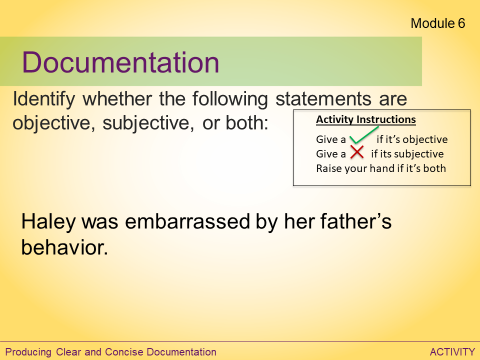 Module 6
Documentation
Identify whether the following statements are
objective, subjective, or both:
Activity Instructions
Give a if it's objective
Give a if its subjective
Raise your hand if it's both
Haley was embarrassed by her father's
behavior.
Producing Clear and Concise Documentation
ACTIVITY